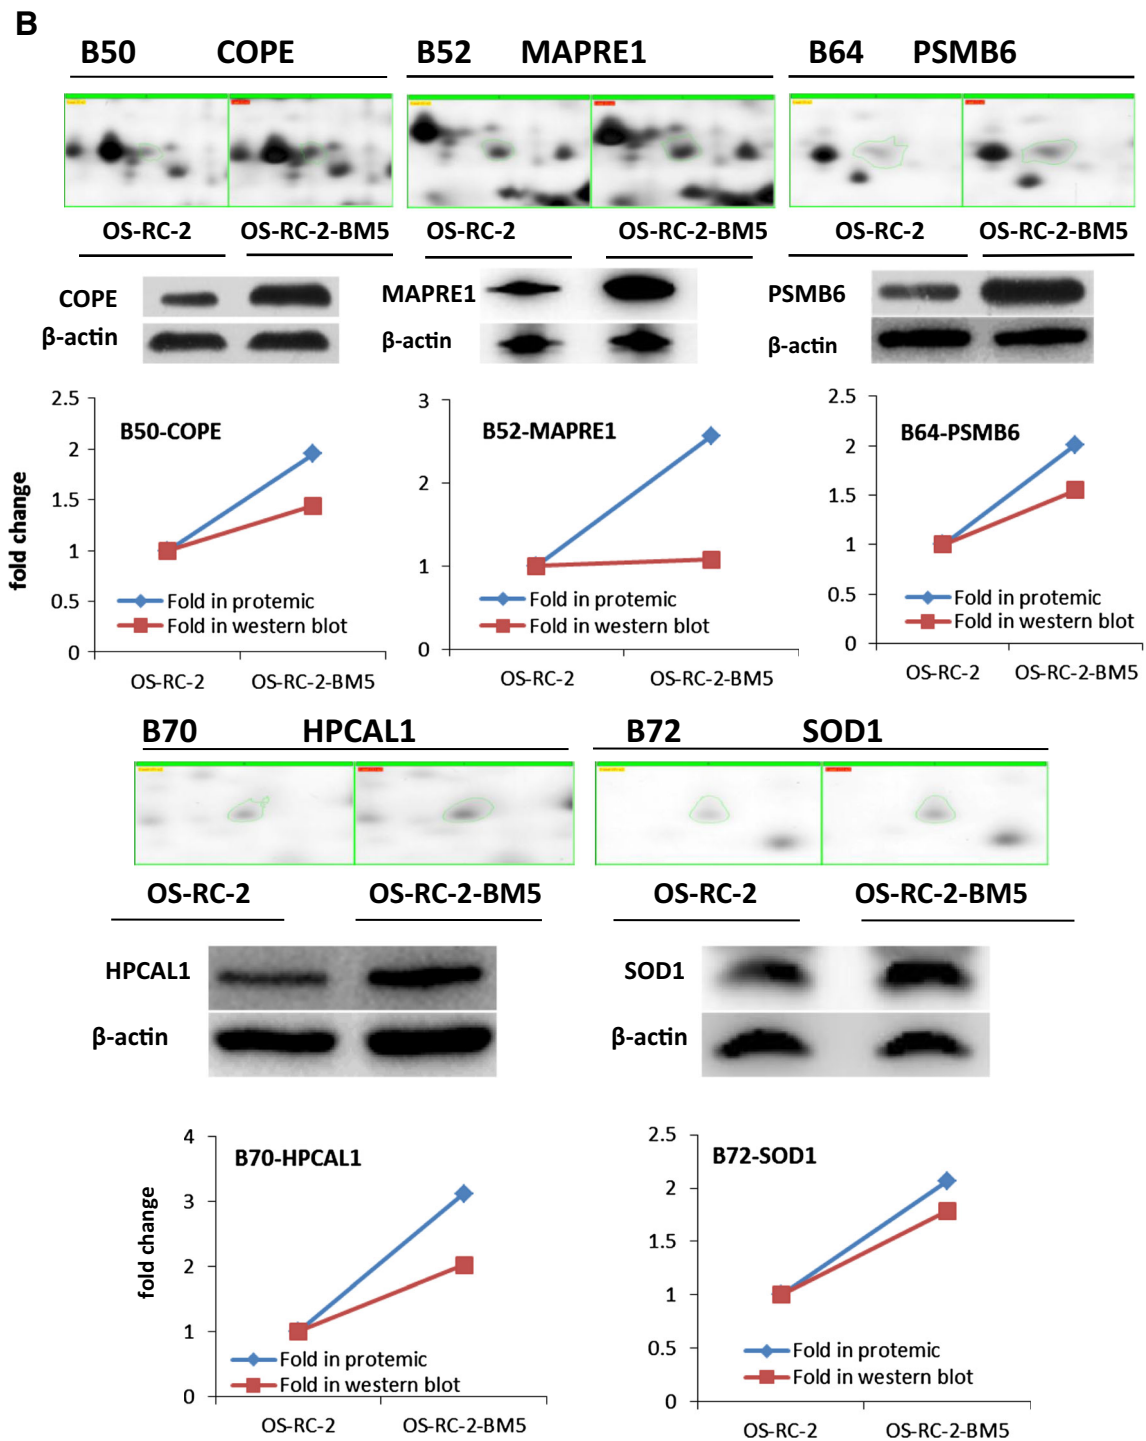 B
B50 COPE B52 MAPRE1 B64 PSMB6
OS-RC-2 OS-RC-2-BM5 OS-RC-2 OS-RC-2-BM5 OS-RC-2 OS-RC-2-BM5
COPE MAPRE1 PSMB6
β-actin β-actin β-actin
fold change
2.5
2
1.5
1
0.5
0
B50-COPE
Fold in protemic
Fold in western blot
OS-RC-2 OS-RC-2-BM5
3
2
1
0
B52-MAPRE1
Fold in protemic
Fold in western blot
OS-RC-2 OS-RC-2-BM5
2.5
2
1.5
1
0.5
0
B64-PSMB6
Fold in protemic
Fold in western blot
OS-RC-2 OS-RC-2-BM5
B70 HPCAL1 B72 SOD1
OS-RC-2 OS-RC-2-BM5 OS-RC-2 OS-RC-2-BM5
HPCAL1 SOD1
β-actin β-actin
fold change
4
3
2
1
0
B70-HPCAL1
Fold in protemic
Fold in western blot
OS-RC-2 OS-RC-2-BM5
2.5
2
1.5
1
0.5
0
B72-SOD1
Fold in protemic
Fold in western blot
OS-RC-2 OS-RC-2-BM5